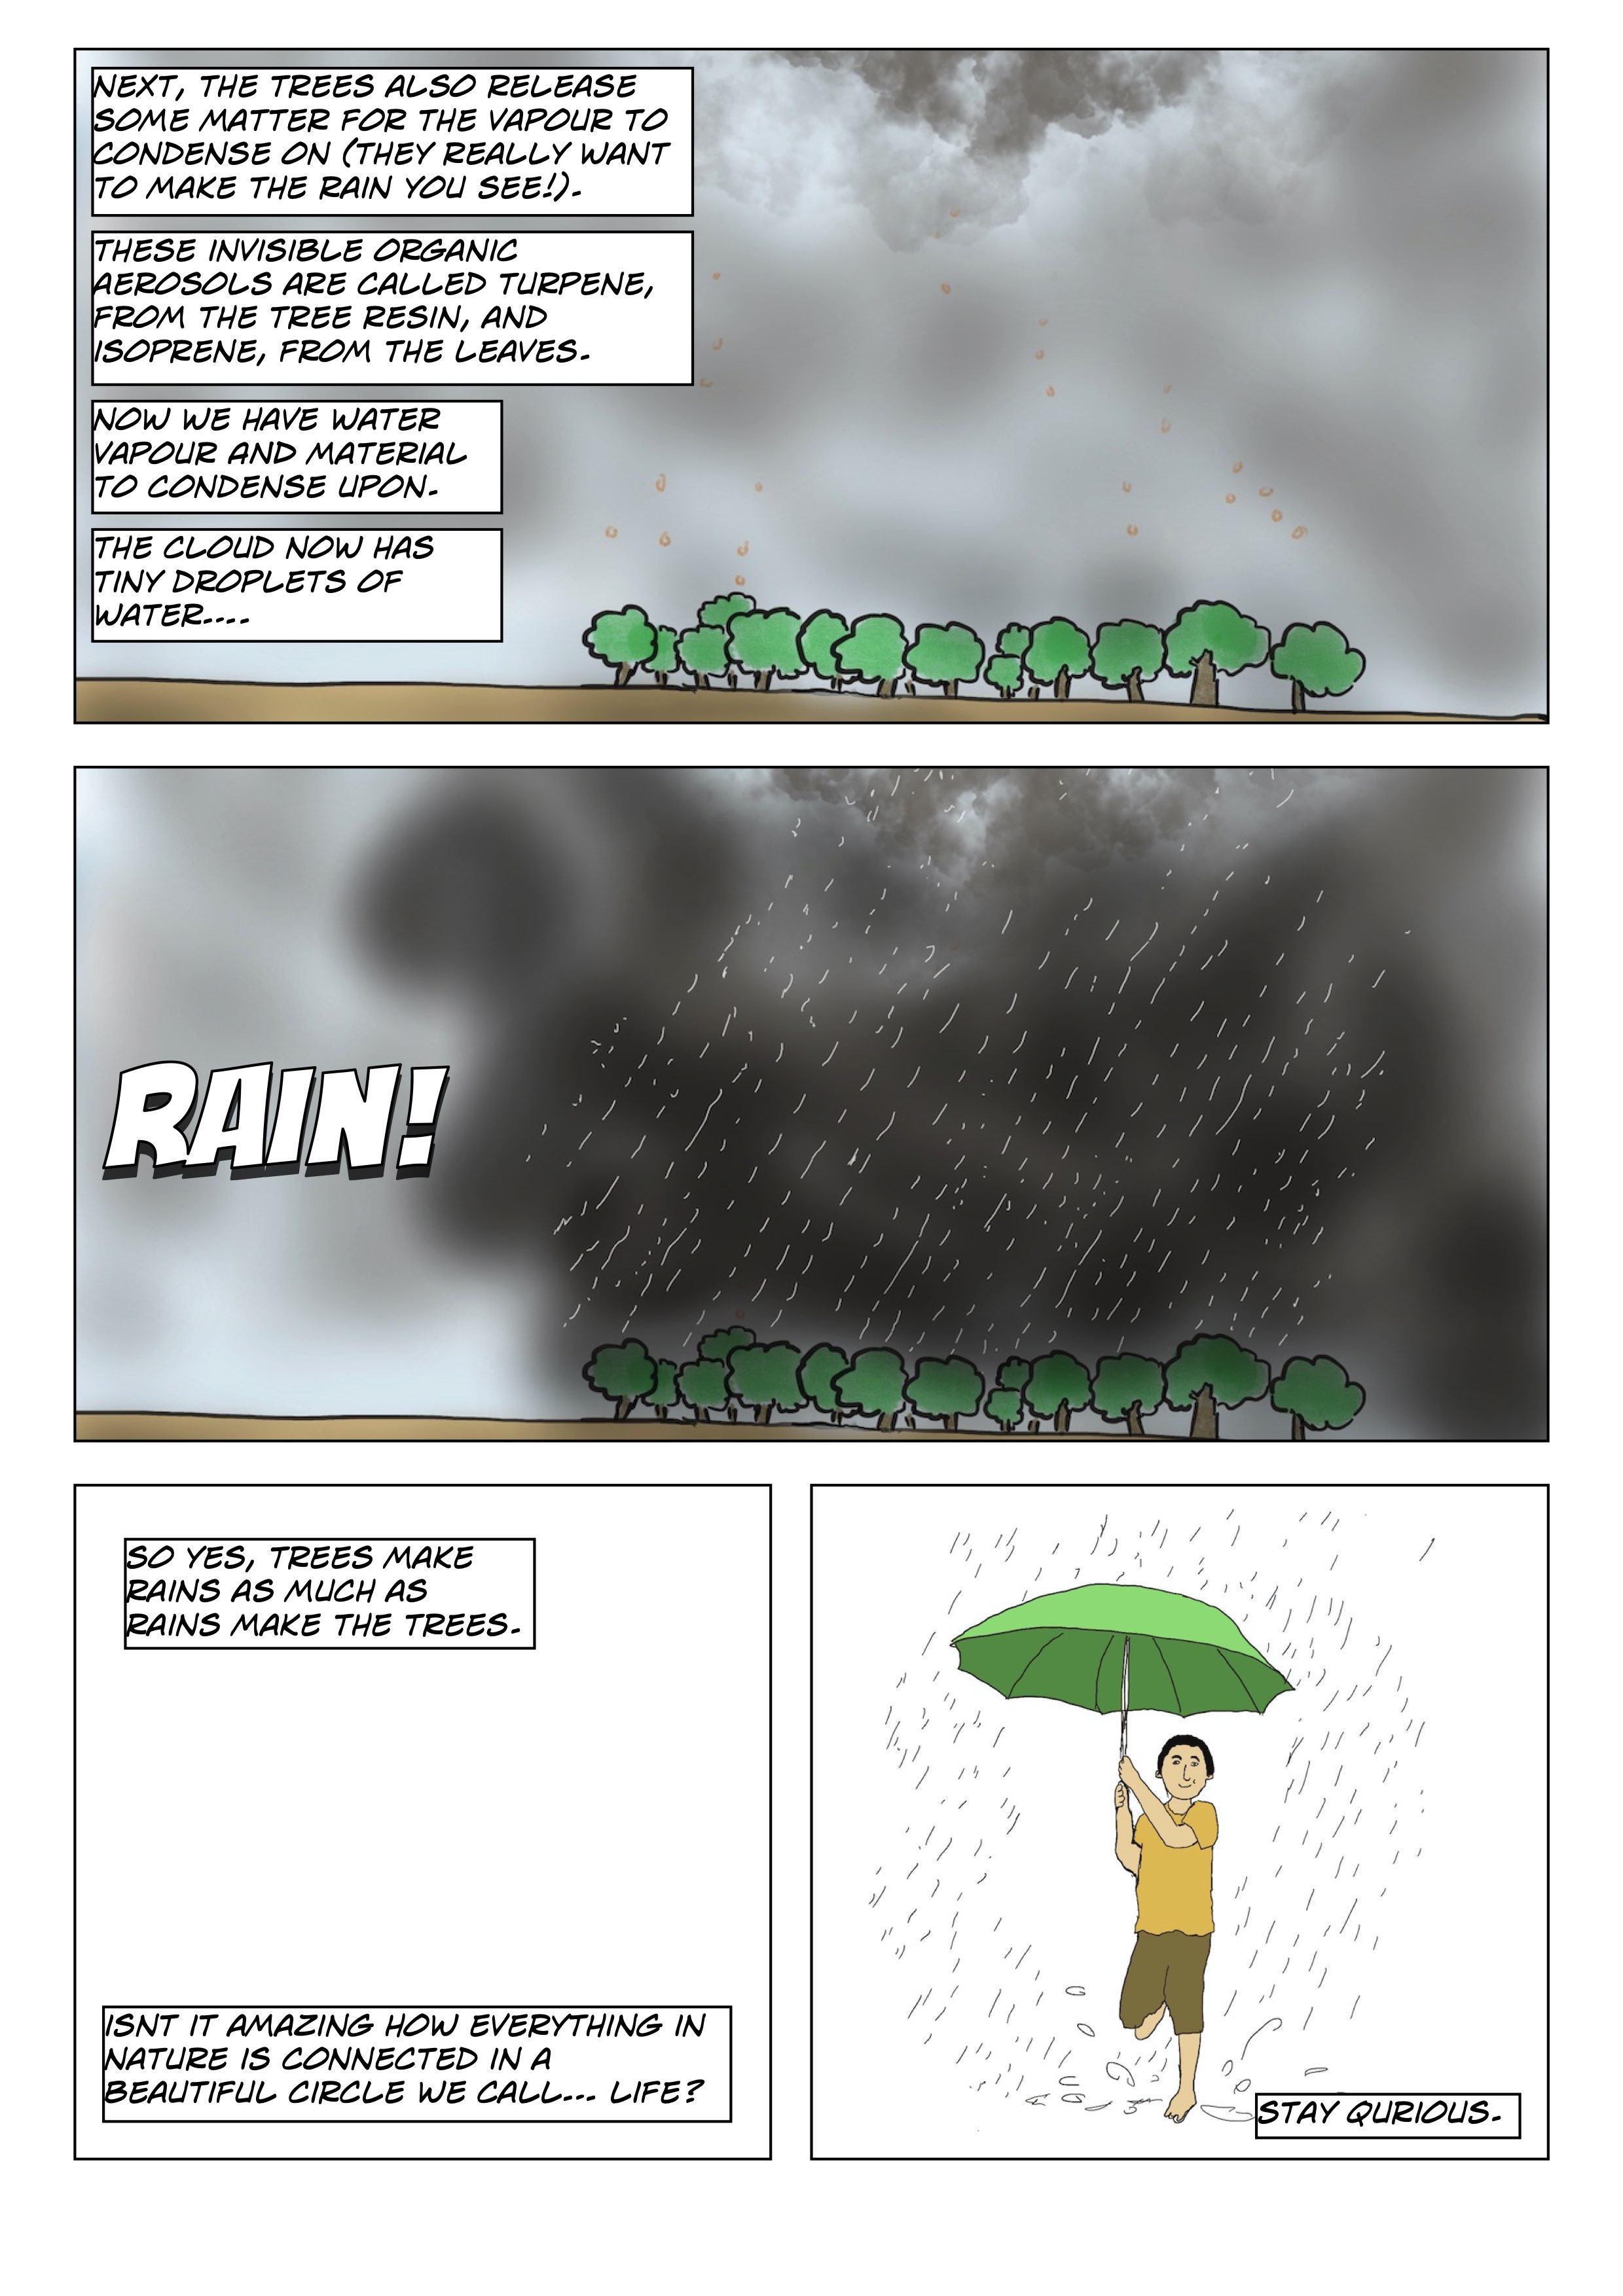 NEXT, THE TREES ALSO RELEASE
SOME MATTER FOR THE VAPOUR TO
CONDENSE ON (THEY REALLY WANT
TO MAKE THE RAIN YOU SEE!).
THESE INVISIBLE ORGANIC
AEROSOLS ARE CALLED TURPENE,
FROM THE TREE RESIN, AND
ISOPRENE, FROM THE LEAVES.
NOW WE HAVE WATER
VAPOUR AND MATERIAL
TO CONDENSE UPON.
THE CLOUD NOW HAS
TINY DROPLETS OF
WATER....
RAIN!
SO YES, TREES MAKE
RAINS AS MUCH AS
RAINS MAKE THE TREES.
ISNT IT AMAZING HOW EVERYTHING IN
NATURE IS CONNECTED IN A
BEAUTIFUL CIRCLE WE CALL... LIFE?
STAY QURIOUS.